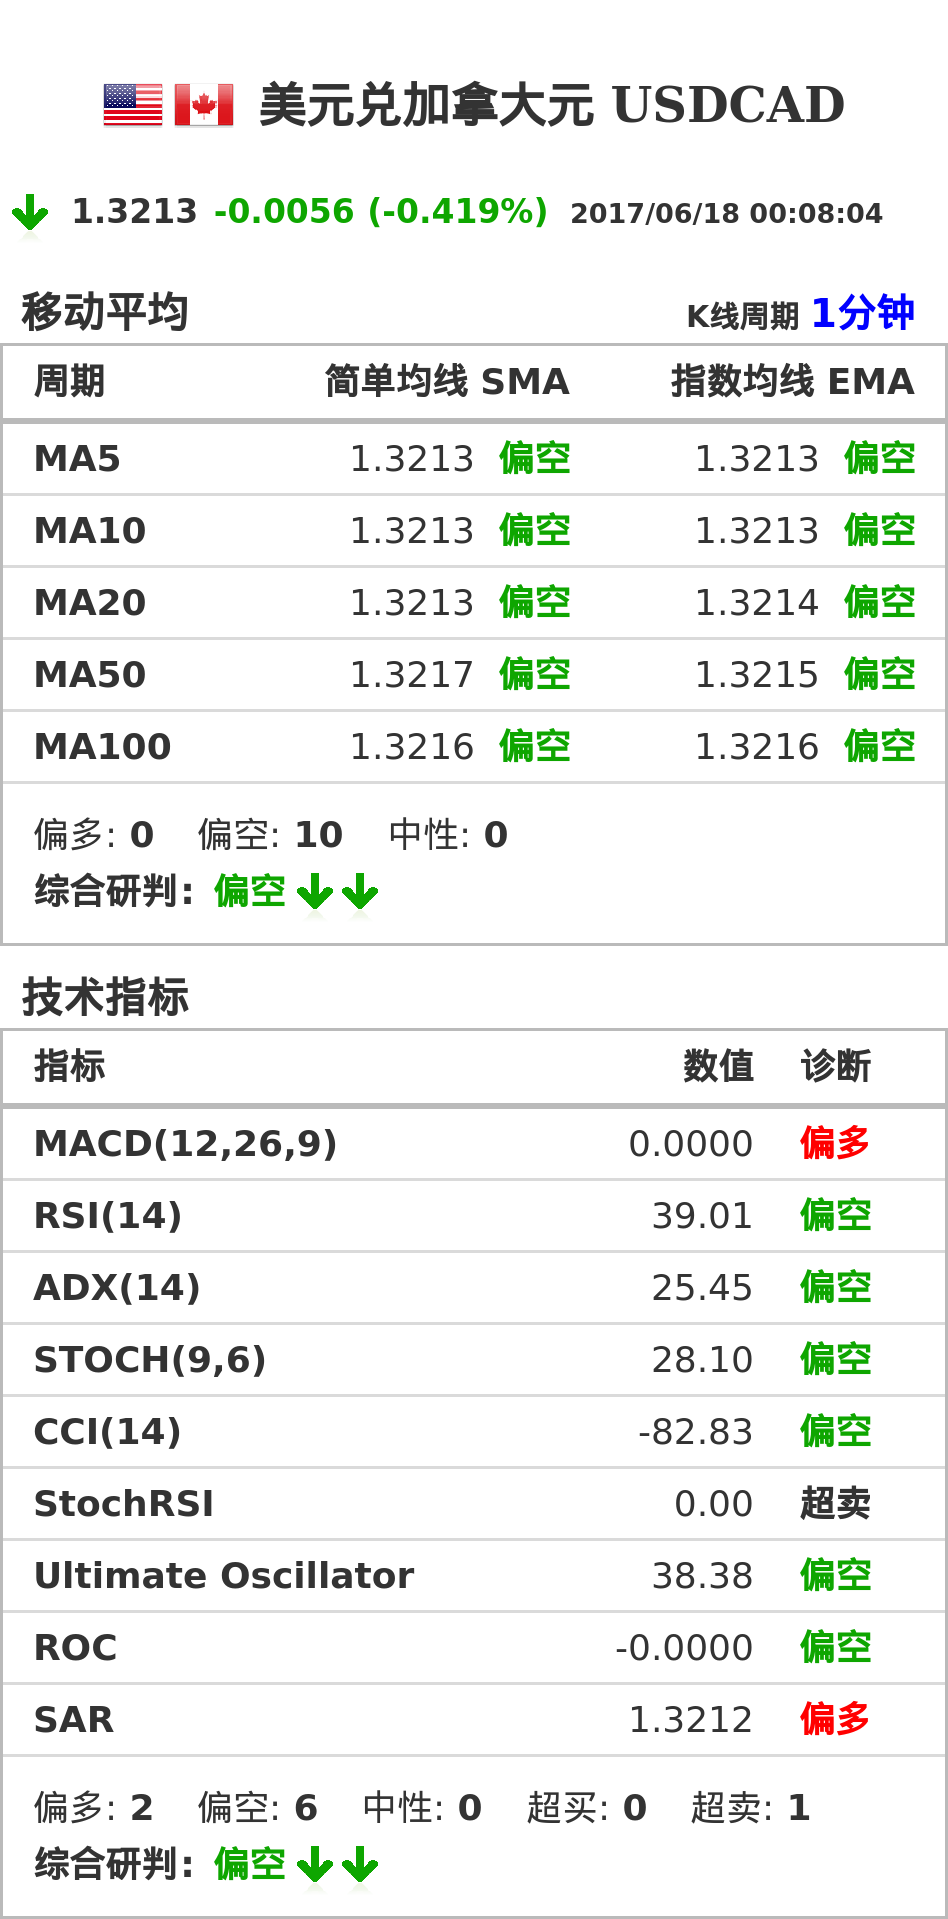 美元兑加拿大元 USDCAD
1.3213 -0.0056 (-0.419%) 2017/06/18 00:08:04
移动平均 K线周期 1分钟
周期 简单均线 SMA 指数均线 EMA
MA5 1.3213 偏空 1.3213 偏空
MA10 1.3213 偏空 1.3213 偏空
MA20 1.3213 偏空 1.3214 偏空
MA50 1.3217 偏空 1.3215 偏空
MA100 1.3216 偏空 1.3216 偏空
偏多: 0 偏空: 10 中性: 0
综合研判: 偏空
技术指标
指标 数值 诊断
MACD(12,26,9) 0.0000 偏多
RSI(14) 39.01 偏空
ADX(14) 25.45 偏空
STOCH(9,6) 28.10 偏空
CCI(14) -82.83 偏空
StochRSI 0.00 超卖
Ultimate Oscillator 38.38 偏空
ROC -0.0000 偏空
SAR 1.3212 偏多
偏多: 2 偏空: 6 中性: 0 超买: 0 超卖: 1
综合研判: 偏空